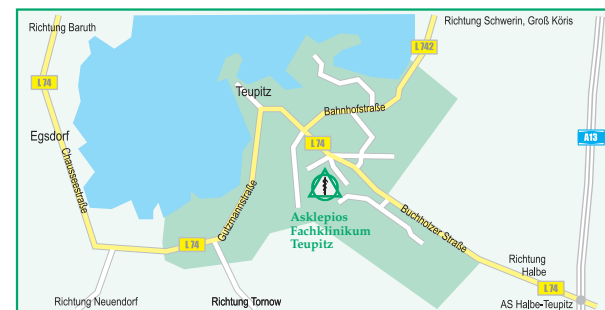 Richtung Baruth
Richtung Schwerin, Groß Köris
L 742
L 74
Teupitz
Bahnhofstraße
Egsdorf
A13
L 74
Chausseestraße
Gutzmannstraße
Asklepios
Fachklinikum
Teupitz
Buchholzer Straße
L 74
Richtung
Halbe
L 74
Richtung Neuendorf
Richtung Tornow
AS Halbe-Teupitz